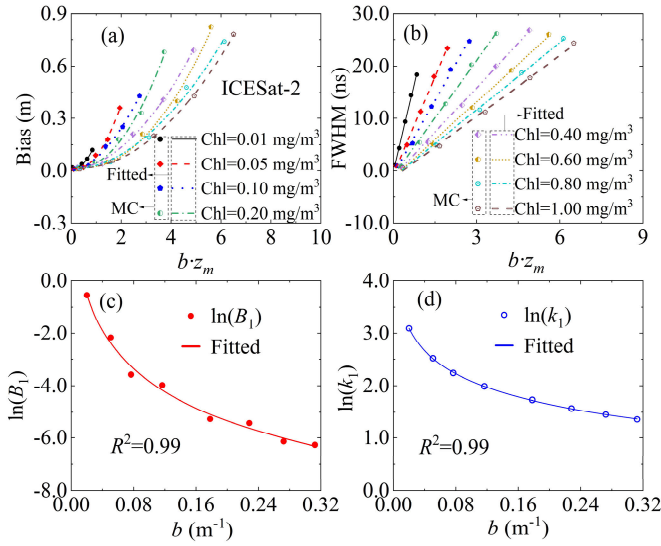 (a)
ICESat-2
Bias (m)
0.9
0.6
0.3
0.0
-0.3
Chl=0.01 mg/m³
Chl=0.05 mg/m³
Fitted
Chl=0.10 mg/m³
MC
Chl=0.20 mg/m³
0 2 4 6 8 10
b·zₘ
(b)
FWHM (ns)
30.0
20.0
10.0
0.0
-10.0
-Fitted
Chl=0.40 mg/m³
Chl=0.60 mg/m³
Chl=0.80 mg/m³
MC
Chl=1.00 mg/m³
0 3 6 9
b·zₘ
(c)
ln(B₁)
0.0
-2.0
-4.0
-6.0
-8.0
ln(B₁)
Fitted
R²=0.99
0.00 0.08 0.16 0.24 0.32
b (m⁻¹)
(d)
ln(k₁)
4.0
3.0
2.0
1.0
0.0
ln(k₁)
Fitted
R²=0.99
0.00 0.08 0.16 0.24 0.32
b (m⁻¹)